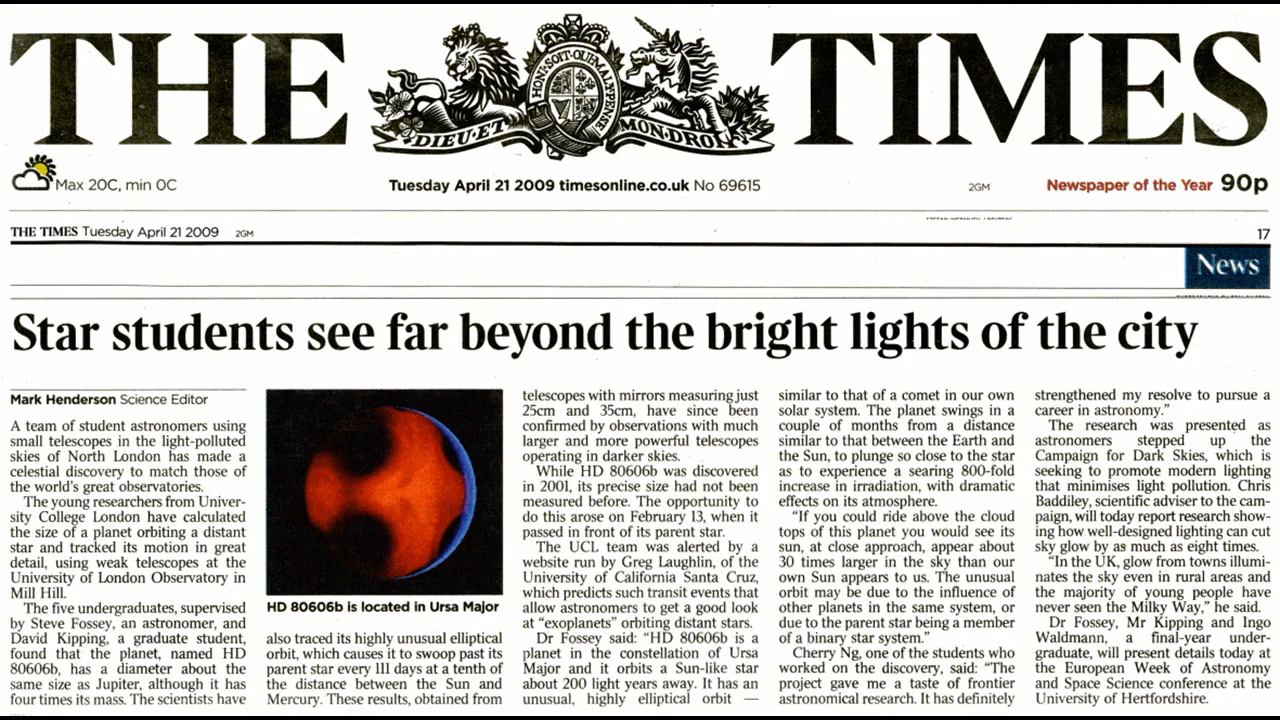 THE TIMES
HONI·SOIT·QUI·MAL·Y·PENSE
DIEU·ET MON·DROIT
Max 20C, min 0C
Tuesday April 21 2009 timesonline.co.uk No 69615
2GM
Newspaper of the Year 90p
THE TIMES Tuesday April 21 2009 2GM
17
News
Star students see far beyond the bright lights of the city
Mark Henderson Science Editor
A team of student astronomers using
small telescopes in the light-polluted
skies of North London has made a
celestial discovery to match those of
the world's great observatories.
The young researchers from Univer-
sity College London have calculated
the size of a planet orbiting a distant
star and tracked its motion in great
detail, using weak telescopes at the
University of London Observatory in
Mill Hill.
The five undergraduates, supervised
by Steve Fossey, an astronomer, and
David Kipping, a graduate student,
found that the planet, named HD
80606b, has a diameter about the
same size as Jupiter, although it has
four times its mass. The scientists have
HD 80606b is located in Ursa Major
also traced its highly unusual elliptical
orbit, which causes it to swoop past its
parent star every 111 days at a tenth of
the distance between the Sun and
Mercury. These results, obtained from
telescopes with mirrors measuring just
25cm and 35cm, have since been
confirmed by observations with much
larger and more powerful telescopes
operating in darker skies.
While HD 80606b was discovered
in 2001, its precise size had not been
measured before. The opportunity to
do this arose on February 13, when it
passed in front of its parent star.
The UCL team was alerted by a
website run by Greg Laughlin, of the
University of California Santa Cruz,
which predicts such transit events that
allow astronomers to get a good look
at “exoplanets” orbiting distant stars.
Dr Fossey said: “HD 80606b is a
planet in the constellation of Ursa
Major and it orbits a Sun-like star
about 200 light years away. It has an
unusual, highly elliptical orbit —
similar to that of a comet in our own
solar system. The planet swings in a
couple of months from a distance
similar to that between the Earth and
the Sun, to plunge so close to the star
as to experience a searing 800-fold
increase in irradiation, with dramatic
effects on its atmosphere.
“If you could ride above the cloud
tops of this planet you would see its
sun, at close approach, appear about
30 times larger in the sky than our
own Sun appears to us. The unusual
orbit may be due to the influence of
other planets in the same system, or
due to the parent star being a member
of a binary star system.”
Cherry Ng, one of the students who
worked on the discovery, said: “The
project gave me a taste of frontier
astronomical research. It has definitely
strengthened my resolve to pursue a
career in astronomy.”
The research was presented as
astronomers stepped up the
Campaign for Dark Skies, which is
seeking to promote modern lighting
that minimises light pollution. Chris
Baddiley, scientific adviser to the cam-
paign, will today report research show-
ing how well-designed lighting can cut
sky glow by as much as eight times.
“In the UK, glow from towns illumi-
nates the sky even in rural areas and
the majority of young people have
never seen the Milky Way,” he said.
Dr Fossey, Mr Kipping and Ingo
Waldmann, a final-year under-
graduate, will present details today at
the European Week of Astronomy
and Space Science conference at the
University of Hertfordshire.